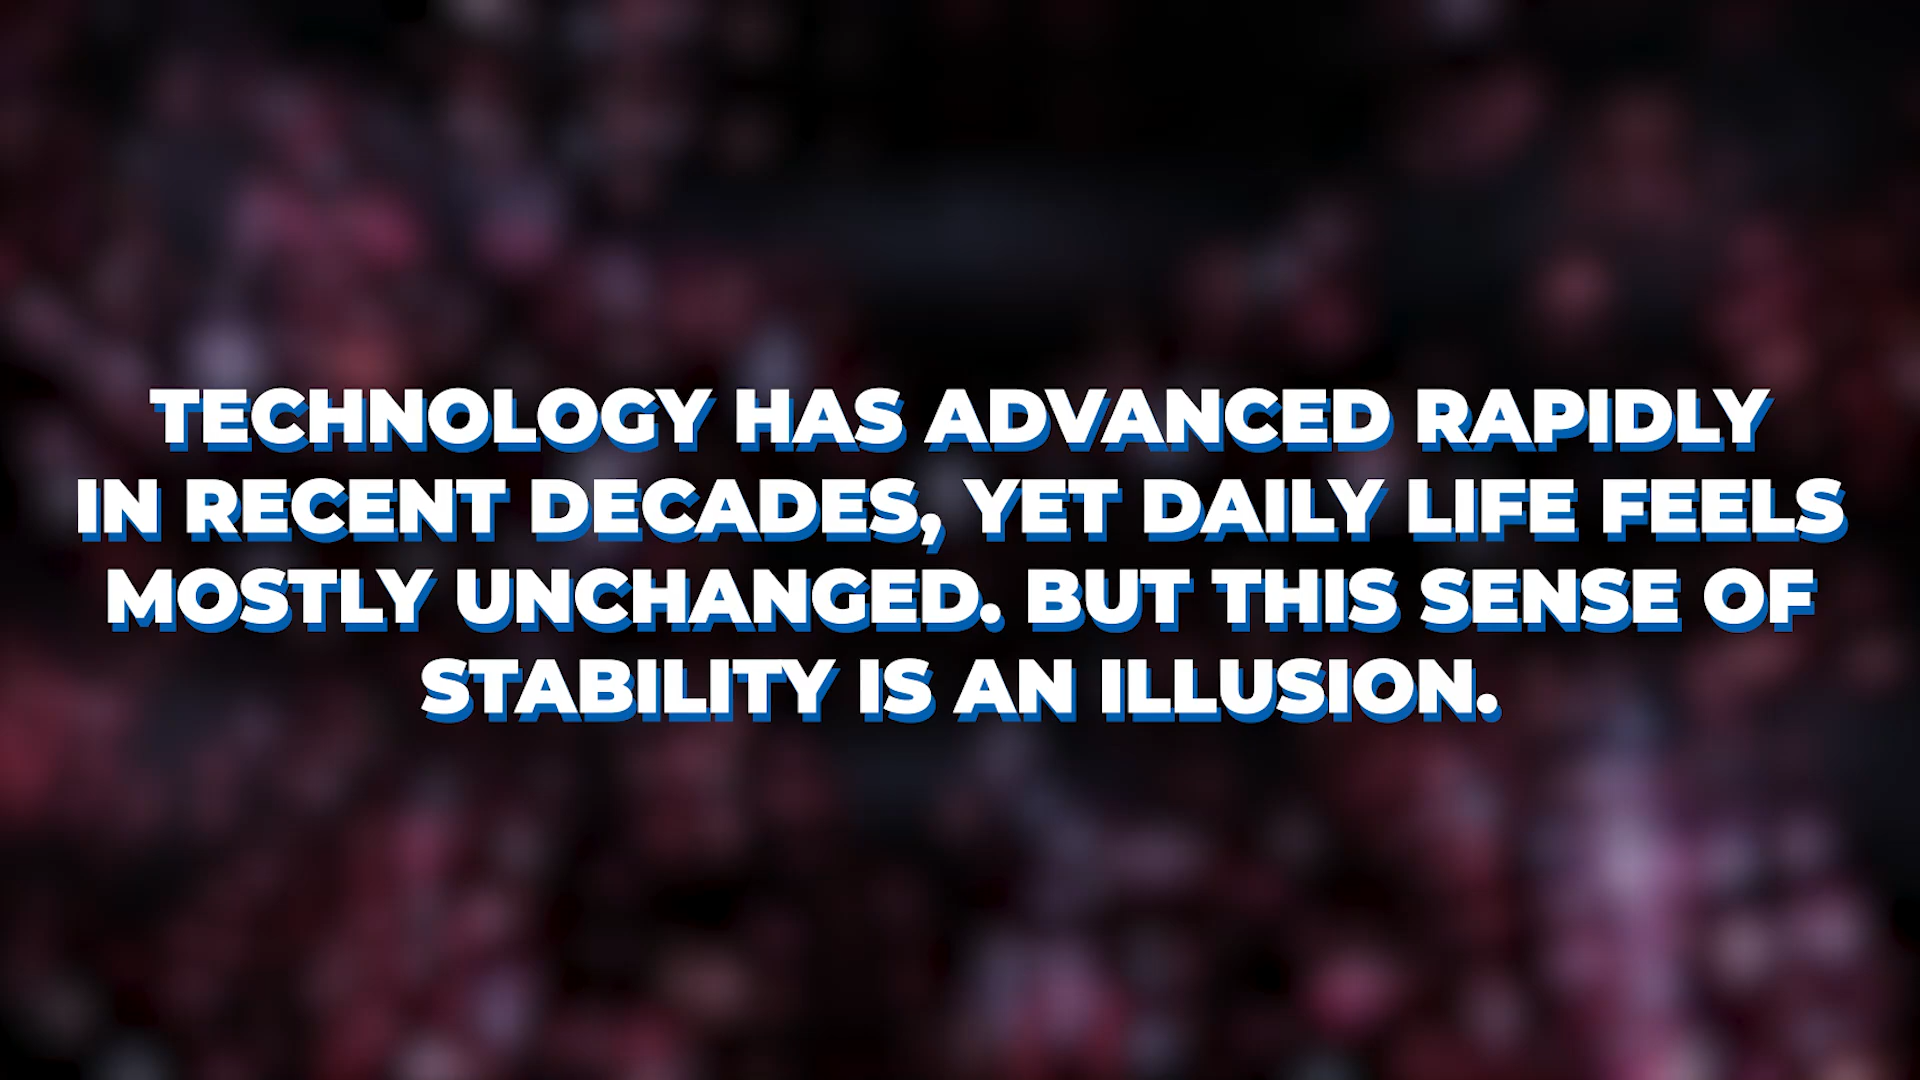 TECHNOLOGY HAS ADVANCED RAPIDLY
IN RECENT DECADES, YET DAILY LIFE FEELS
MOSTLY UNCHANGED. BUT THIS SENSE OF
STABILITY IS AN ILLUSION.